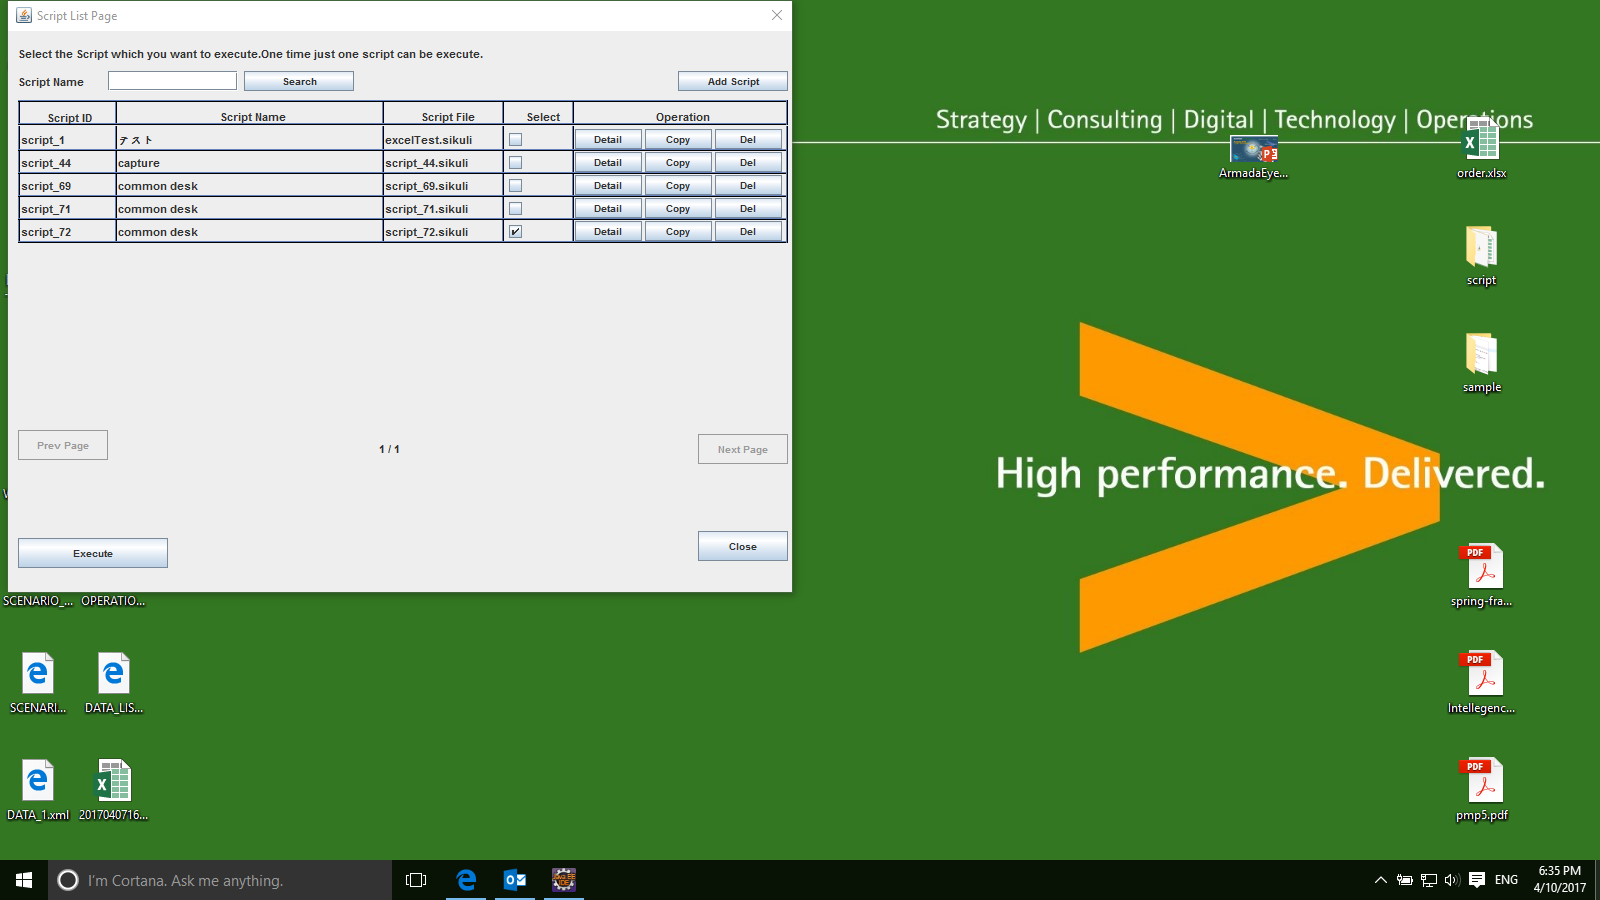 Script List Page
Select the Script which you want to execute.One time just one script can be execute.
Script Name Search Add Script
Script ID Script Name Script File Select Operation
script_1 テスト excelTest.sikuli Detail Copy Del
script_44 capture script_44.sikuli Detail Copy Del
script_69 common desk script_69.sikuli Detail Copy Del
script_71 common desk script_71.sikuli Detail Copy Del
script_72 common desk script_72.sikuli Detail Copy Del
Prev Page 1 / 1 Next Page
Execute Close
Strategy | Consulting | Digital | Technology | Operations
ArmadaEye... order.xlsx
script
sample
High performance. Delivered.
PDF
spring-fra...
PDF
Intellegenc...
PDF
pmp5.pdf
SCENARIO_... OPERATIO...
SCENARI... DATA_LIS...
DATA_1.xml 2017040716...
I'm Cortana. Ask me anything.
ENG
6:35 PM
4/10/2017